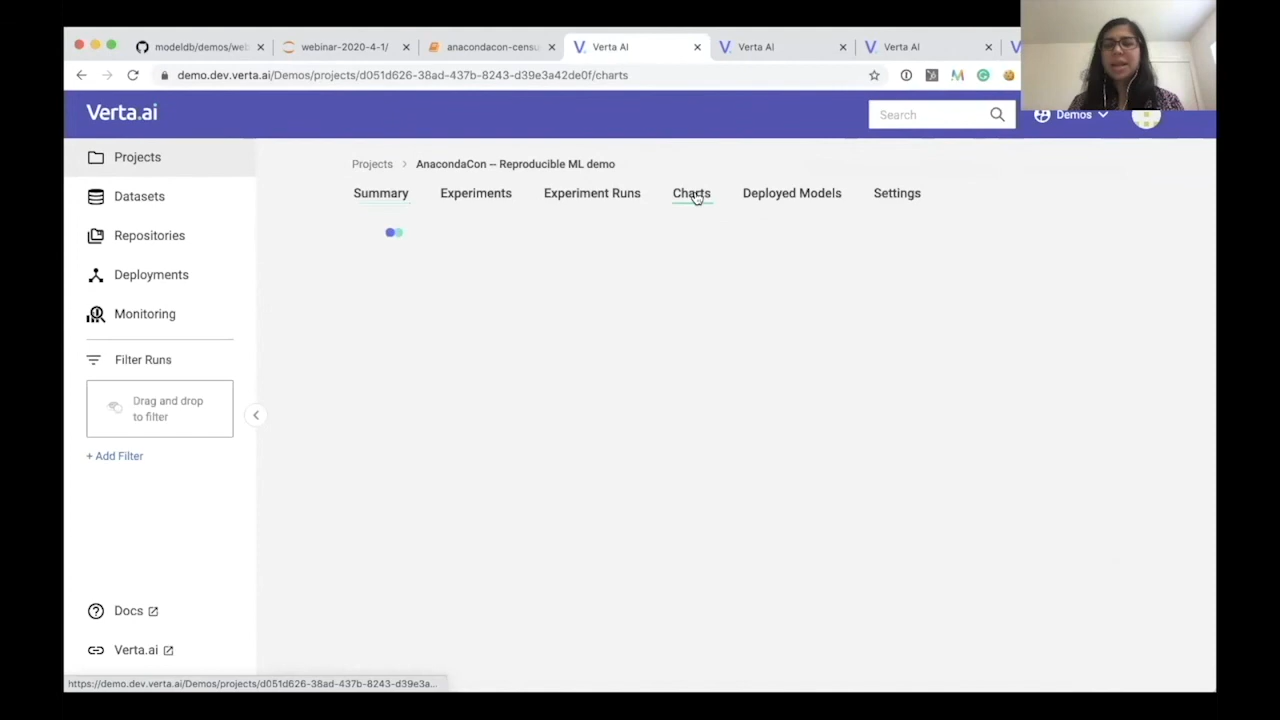 modeldb/demos/we
webinar-2020-4-1/
anacondacon-censu
Verta AI
Verta AI
Verta AI
demo.dev.verta.ai/Demos/projects/d051d626-38ad-437b-8243-d39e3a42de0f/charts
Verta.ai
Search
Demos
Projects
Datasets
Repositories
Deployments
Monitoring
Filter Runs
Drag and drop
to filter
+ Add Filter
Docs
Verta.ai
Projects > AnacondaCon – Reproducible ML demo
Summary Experiments Experiment Runs Charts Deployed Models Settings
https://demo.dev.verta.ai/Demos/projects/d051d626-38ad-437b-8243-d39e3a...